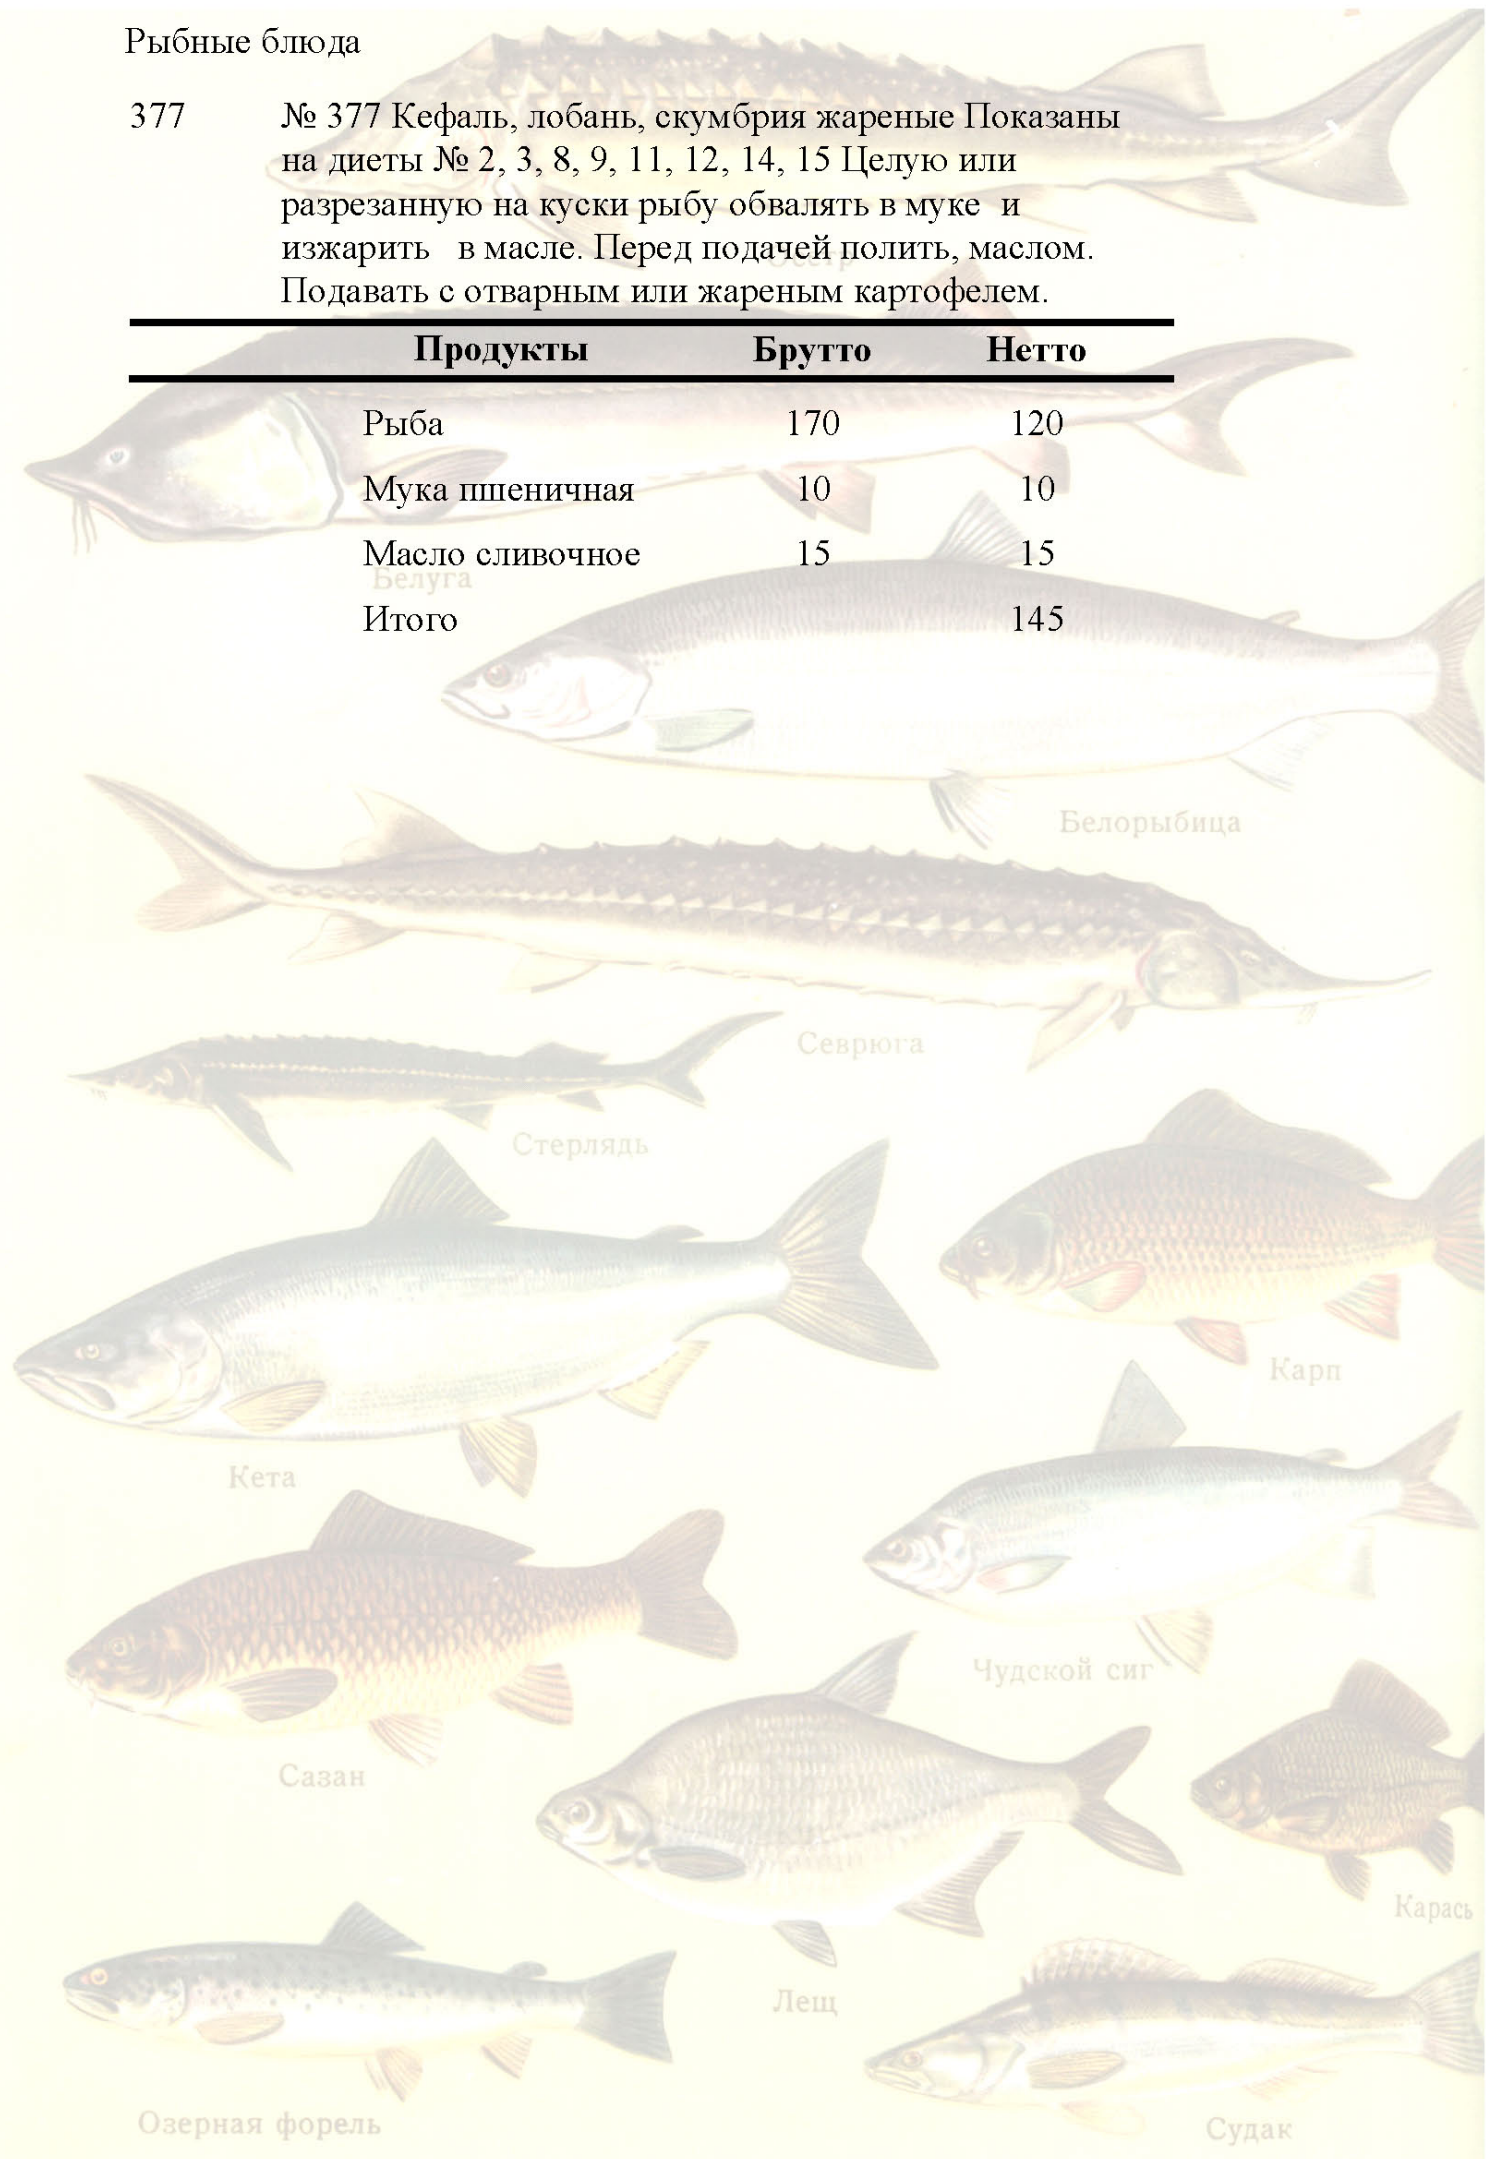 Рыбные блюда
377 № 377 Кефаль, лобань, скумбрия жареные Показаны
на диеты № 2, 3, 8, 9, 11, 12, 14, 15 Целую или
разрезанную на куски рыбу обвалять в муке и
изжарить в масле. Перед подачей полить, маслом.
Подавать с отварным или жареным картофелем.
Продукты Брутто Нетто
Рыба 170 120
Мука пшеничная 10 10
Масло сливочное 15 15
Белуга
Итого 145
Белорыбица
Севрюга
Стерлядь
Карп
Кета
Чудской сиг
Сазан
Карась
Лещ
Озерная форель
Судак